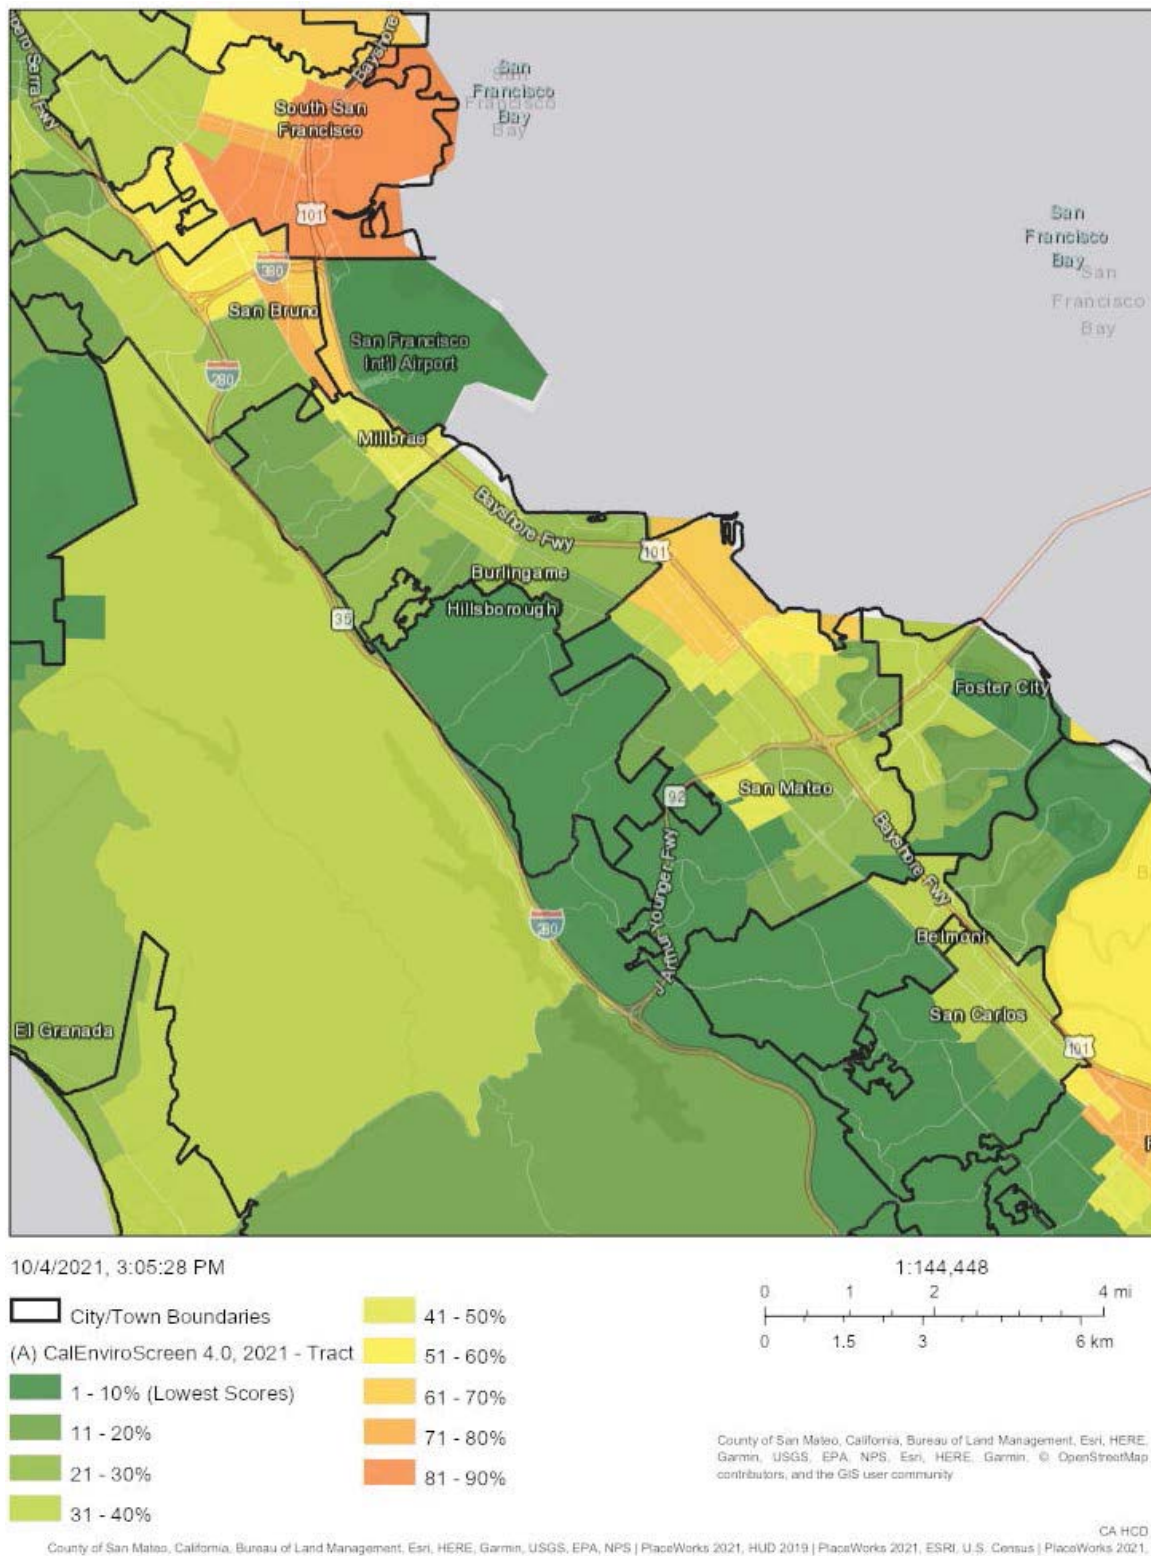 pero Serra Fwy
Bayshore
San
Francisco
Bay
San
Francisco
Bay
South San
Francisco
101
San
Francisco
Bay
San
Francisco
Bay
380
San Bruno
San Francisco
Int'l Airport
280
Millbrae
Bayshore Fwy
101
Burlingame
Hillsborough
35
Foster City
92
San Mateo
Bayshore Fwy
J Arthur Younger Fwy
B
280
Belmont
El Granada
San Carlos
101
10/4/2021, 3:05:28 PM
City/Town Boundaries
(A) CalEnviroScreen 4.0, 2021 - Tract
1 - 10% (Lowest Scores)
11 - 20%
21 - 30%
31 - 40%
41 - 50%
51 - 60%
61 - 70%
71 - 80%
81 - 90%
1:144,448
0 1 2 4 mi
0 1.5 3 6 km
County of San Mateo, California, Bureau of Land Management, Esri, HERE,
Garmin, USGS, EPA, NPS, Esri, HERE, Garmin, © OpenStreetMap
contributors, and the GIS user community
CA HCD
County of San Mateo, California, Bureau of Land Management, Esri, HERE, Garmin, USGS, EPA, NPS | PlaceWorks 2021, HUD 2019 | PlaceWorks 2021, ESRI, U.S. Census | PlaceWorks 2021,